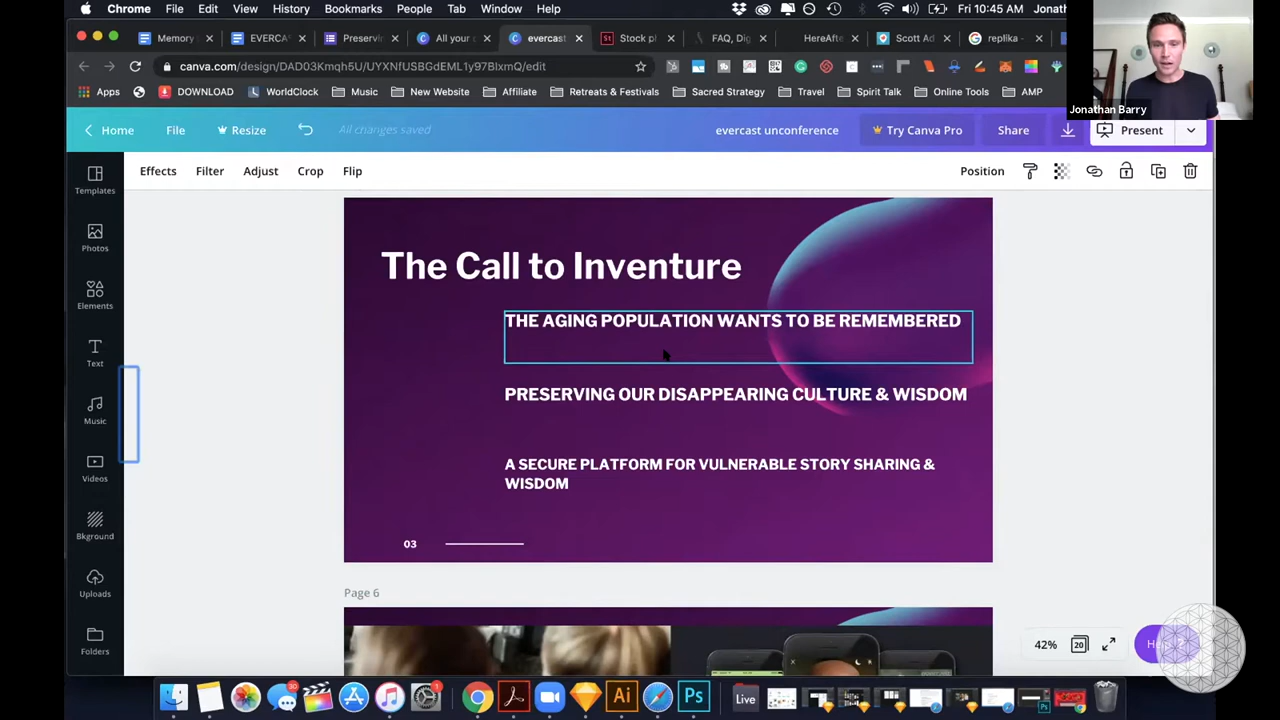 Chrome File Edit View History Bookmarks People Tab Window Help Fri 10:45 AM Jonath
Memory EVERCA Preservin All y evercast Stock pl FAQ, Dig HereAfte Scott Ad replika -
canva.com/design/
/edit
Apps DOWNLOAD WorldClock Music New Website Affiliate Retreats & Festivals Sacred Strategy Travel Spirit Talk Online Tools AMP
Jonathan Barry
Home File Resize All changes saved evercast unconference Try Canva Pro Share Present
Effects Filter Adjust Crop Flip Position
Templates
Photos
Elements
Text
Music
Videos
Bkground
Uploads
Folders
The Call to Inventure
THE AGING POPULATION WANTS TO BE REMEMBERED
PRESERVING OUR DISAPPEARING CULTURE & WISDOM
A SECURE PLATFORM FOR VULNERABLE STORY SHARING &
WISDOM
03
Page 6
42% 20
Live
Ai
Ps